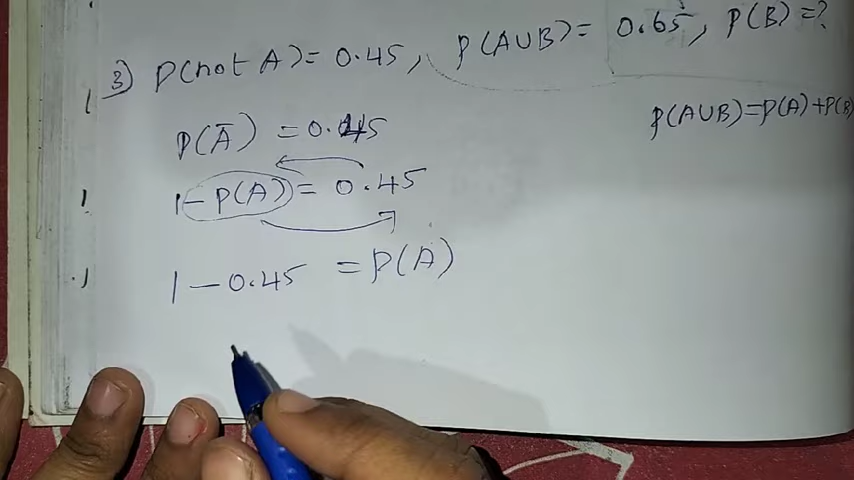 3) P(not A) = 0.45, P(AUB) = 0.65, P(B) = ?
P(AUB) = P(A) + P(B)
P(Ā) = 0.45
1 - P(A) = 0.45
1 - 0.45 = P(A)